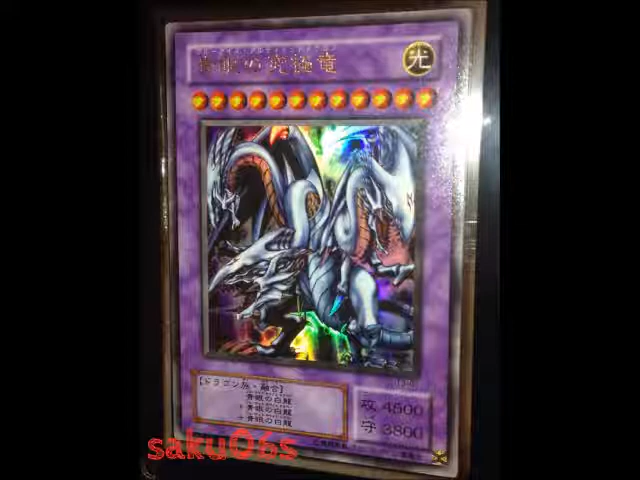 青眼の究極竜
光
【ドラゴン族・融合】
青眼の白龍
+ 青眼の白龍
+ 青眼の白龍
攻 4500
守 3800
saku06s